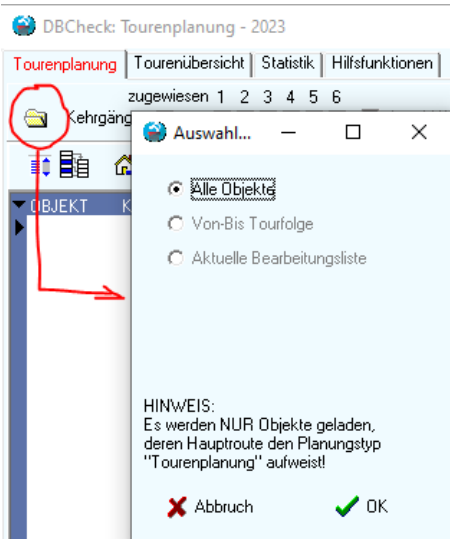 DBCheck: Tourenplanung - 2023
Tourenplanung Tourenübersicht Statistik Hilfsfunktionen
zugewiesen 1 2 3 4 5 6
Auswahl...
OBJEKT K
Alle Objekte
Von-Bis Tourfolge
Aktuelle Bearbeitungsliste
HINWEIS:
Es werden NUR Objekte geladen,
deren Hauptroute den Planungstyp
"Tourenplanung" aufweist!
Abbruch OK